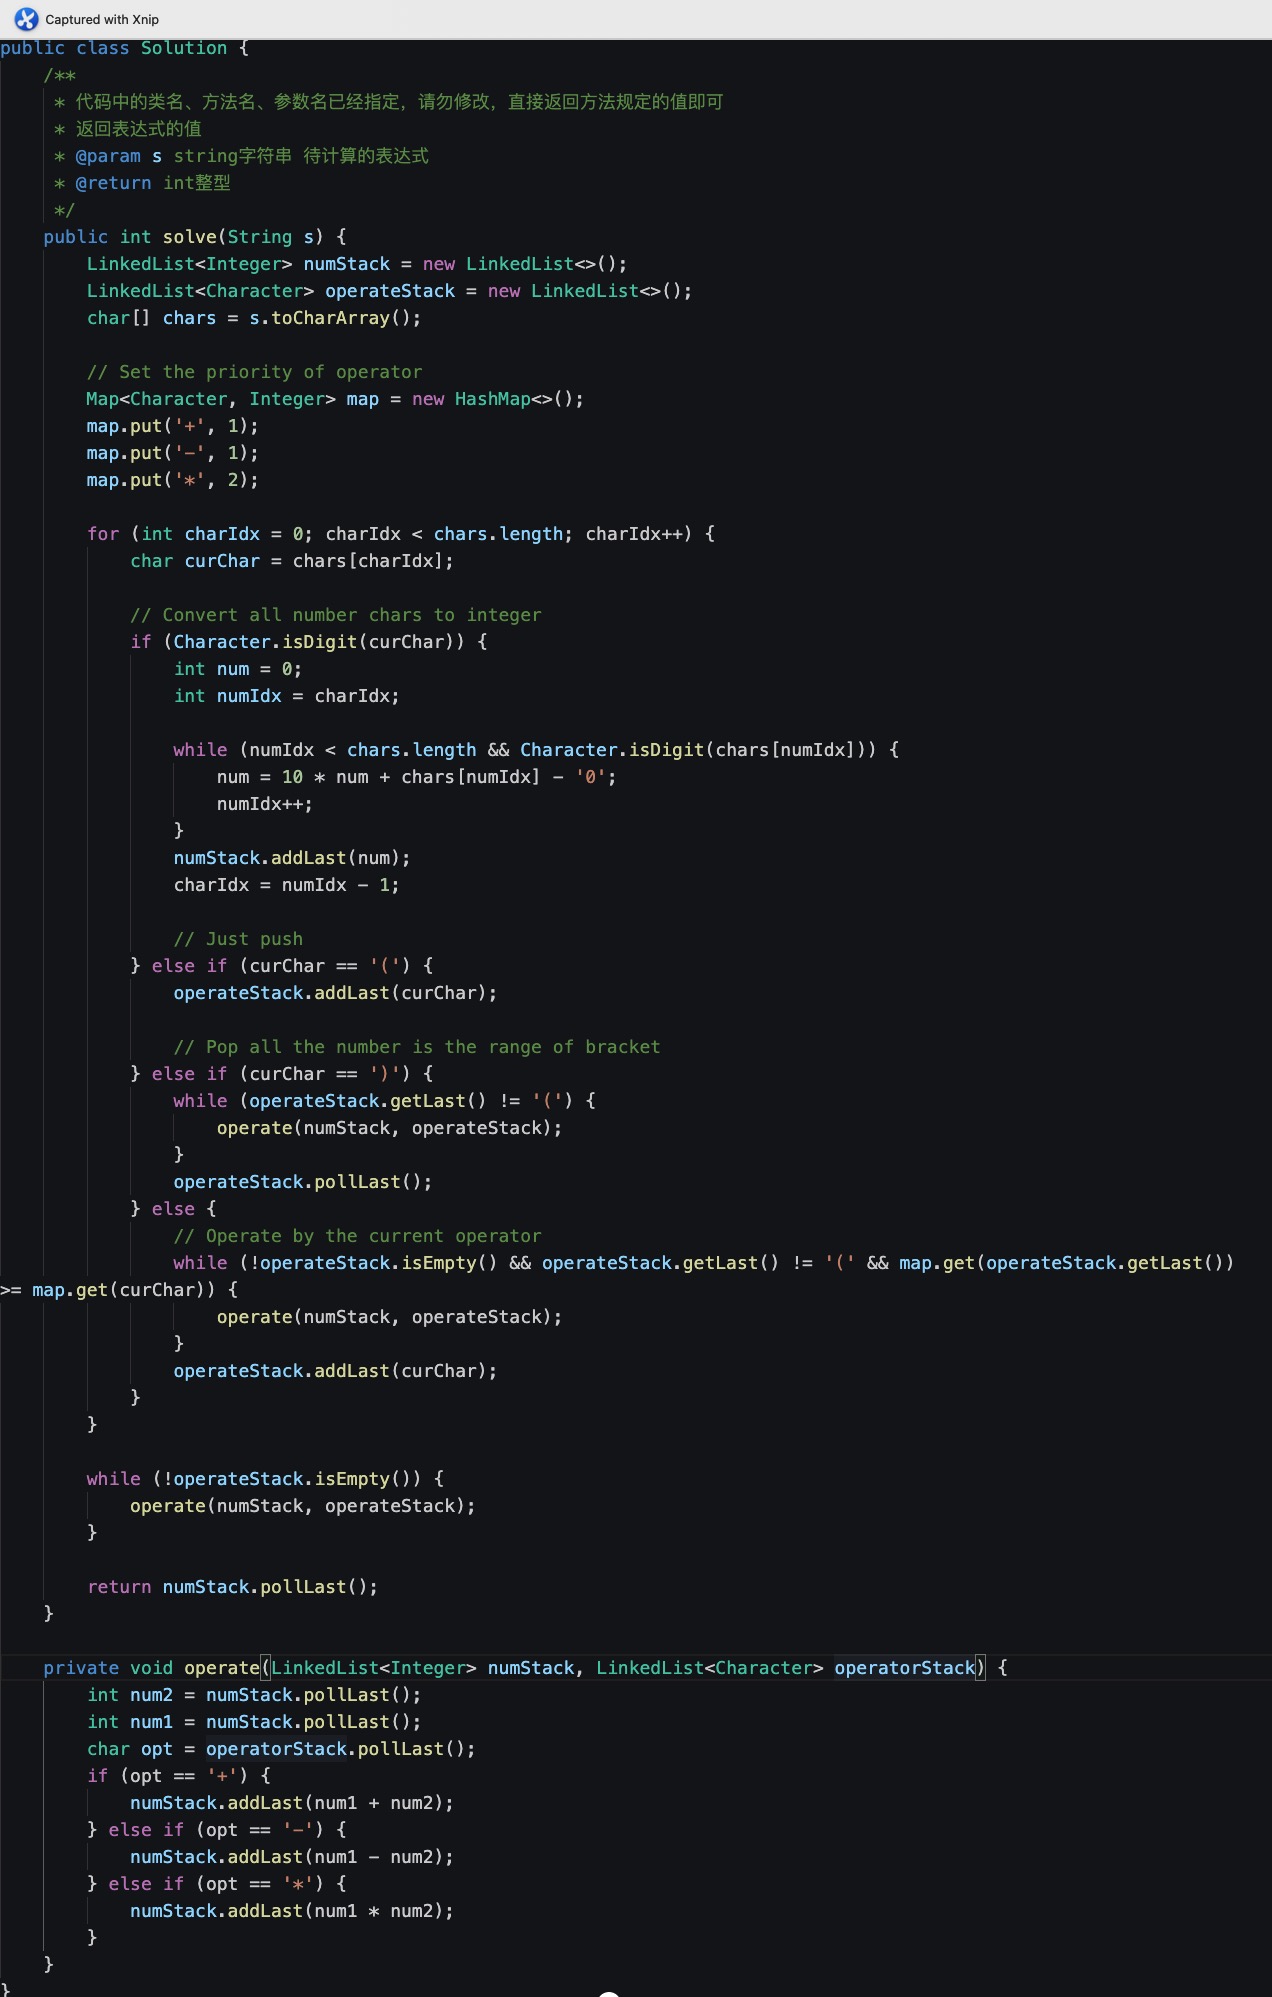 Captured with Xnip
public class Solution {
    /**
     * 代码中的类名、方法名、参数名已经指定，请勿修改，直接返回方法规定的值即可
     * 返回表达式的值
     * @param s string字符串 待计算的表达式
     * @return int整型
     */
    public int solve(String s) {
        LinkedList<Integer> numStack = new LinkedList<>();
        LinkedList<Character> operateStack = new LinkedList<>();
        char[] chars = s.toCharArray();

        // Set the priority of operator
        Map<Character, Integer> map = new HashMap<>();
        map.put('+', 1);
        map.put('-', 1);
        map.put('*', 2);

        for (int charIdx = 0; charIdx < chars.length; charIdx++) {
            char curChar = chars[charIdx];

            // Convert all number chars to integer
            if (Character.isDigit(curChar)) {
                int num = 0;
                int numIdx = charIdx;

                while (numIdx < chars.length && Character.isDigit(chars[numIdx])) {
                    num = 10 * num + chars[numIdx] - '0';
                    numIdx++;
                }
                numStack.addLast(num);
                charIdx = numIdx - 1;

                // Just push
            } else if (curChar == '(') {
                operateStack.addLast(curChar);

                // Pop all the number is the range of bracket
            } else if (curChar == ')') {
                while (operateStack.getLast() != '(') {
                    operate(numStack, operateStack);
                }
                operateStack.pollLast();
            } else {
                // Operate by the current operator
                while (!operateStack.isEmpty() && operateStack.getLast() != '(' && map.get(operateStack.getLast())
>= map.get(curChar)) {
                    operate(numStack, operateStack);
                }
                operateStack.addLast(curChar);
            }
        }

        while (!operateStack.isEmpty()) {
            operate(numStack, operateStack);
        }

        return numStack.pollLast();
    }

    private void operate(LinkedList<Integer> numStack, LinkedList<Character> operatorStack) {
        int num2 = numStack.pollLast();
        int num1 = numStack.pollLast();
        char opt = operatorStack.pollLast();
        if (opt == '+') {
            numStack.addLast(num1 + num2);
        } else if (opt == '-') {
            numStack.addLast(num1 - num2);
        } else if (opt == '*') {
            numStack.addLast(num1 * num2);
        }
    }
}